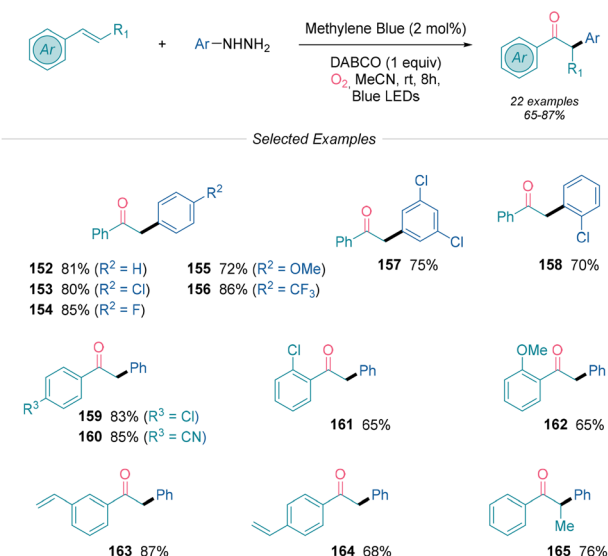 Ar
R1
+
Ar–NHNH2
Methylene Blue (2 mol%)
DABCO (1 equiv)
O2, MeCN, rt, 8h,
Blue LEDs
O
Ar
Ar
R1
22 examples
65-87%
Selected Examples
O
Ph
R2
152 81% (R2 = H)
153 80% (R2 = Cl)
154 85% (R2 = F)
155 72% (R2 = OMe)
156 86% (R2 = CF3)
O
Ph
Cl
Cl
157 75%
O
Ph
Cl
158 70%
O
Ph
R3
159 83% (R3 = Cl)
160 85% (R3 = CN)
Cl
O
Ph
161 65%
OMe
O
Ph
162 65%
O
Ph
163 87%
O
Ph
164 68%
O
Ph
Me
165 76%